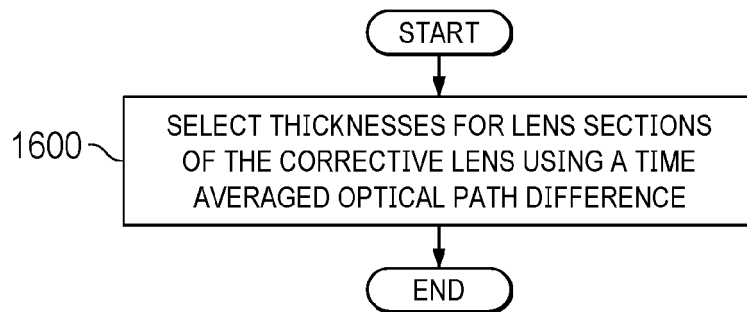 START
1600
SELECT THICKNESSES FOR LENS SECTIONS
OF THE CORRECTIVE LENS USING A TIME
AVERAGED OPTICAL PATH DIFFERENCE
END